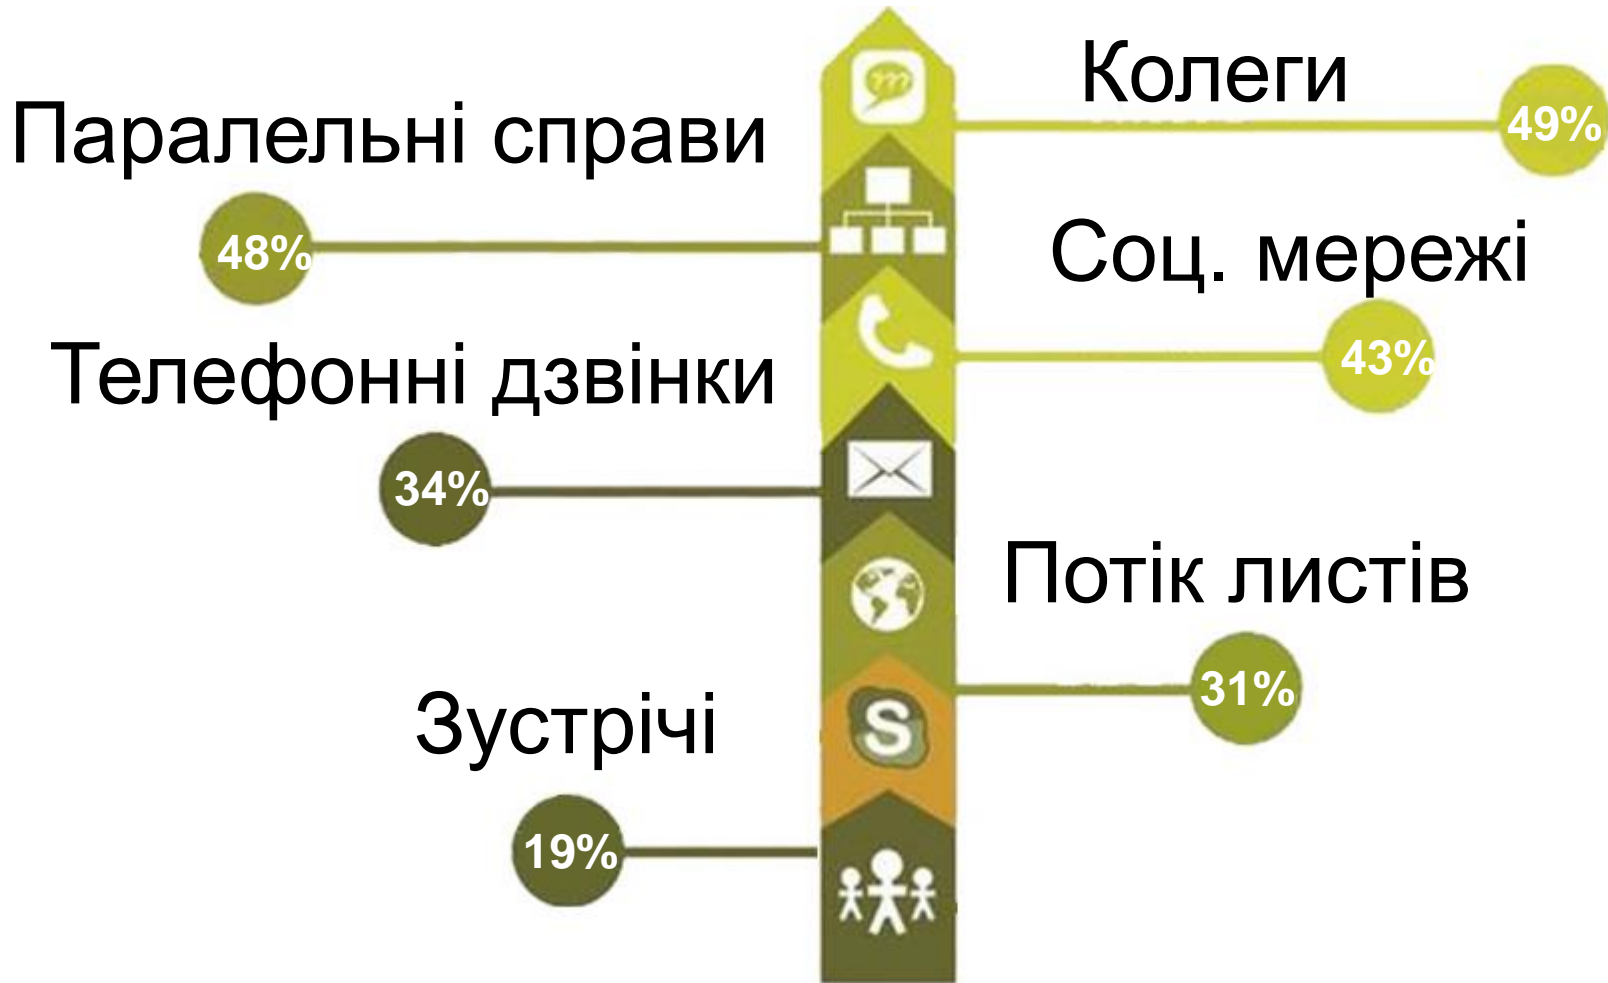 Колеги
49%
Паралельні справи
48%
Соц. мережі
43%
Телефонні дзвінки
34%
Потік листів
31%
Зустрічі
19%
S